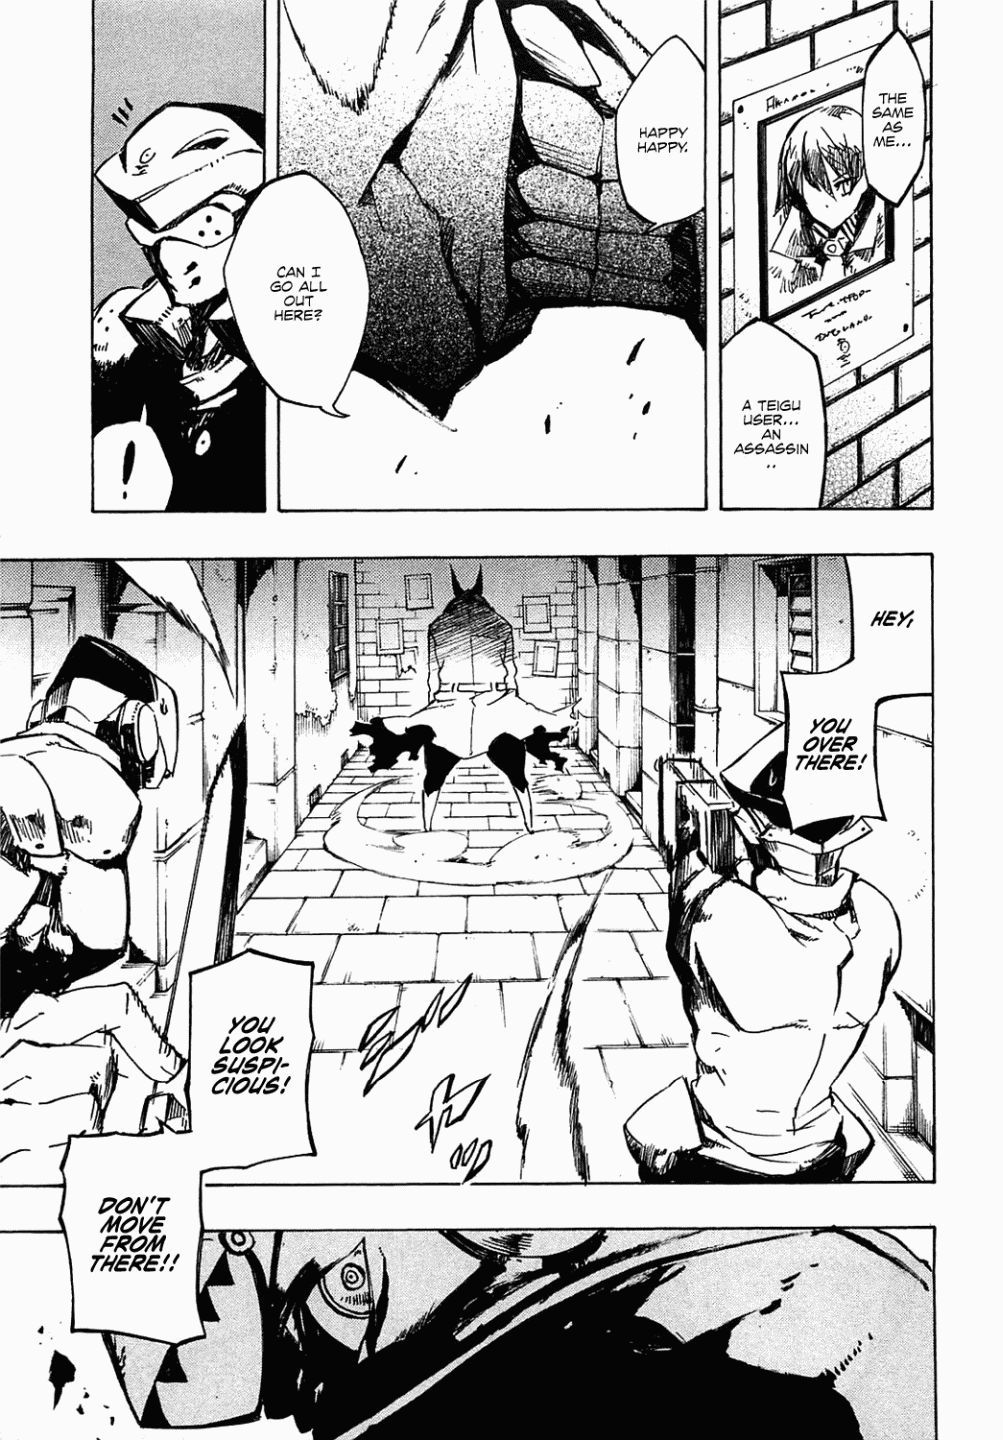 THE
SAME
AS
ME...
A TEIGU
USER...
AN
ASSASSIN
..
HAPPY
HAPPY.
CAN I
GO ALL
OUT
HERE?
!
HEY,
YOU
OVER
THERE!
YOU
LOOK
SUSPI-
CIOUS!
DON'T
MOVE
FROM
THERE!!